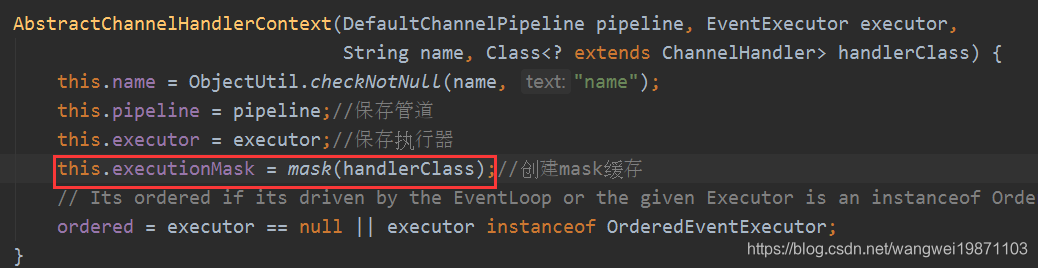 AbstractChannelHandlerContext(DefaultChannelPipeline pipeline, EventExecutor executor,
String name, Class<? extends ChannelHandler> handlerClass) {
this.name = ObjectUtil.checkNotNull(name, text: "name");
this.pipeline = pipeline;//保存管道
this.executor = executor;//保存执行器
this.executionMask = mask(handlerClass);//创建mask缓存
// Its ordered if its driven by the EventLoop or the given Executor is an instanceof Orde
ordered = executor == null || executor instanceof OrderedEventExecutor;
}
https://blog.csdn.net/wangwei19871103